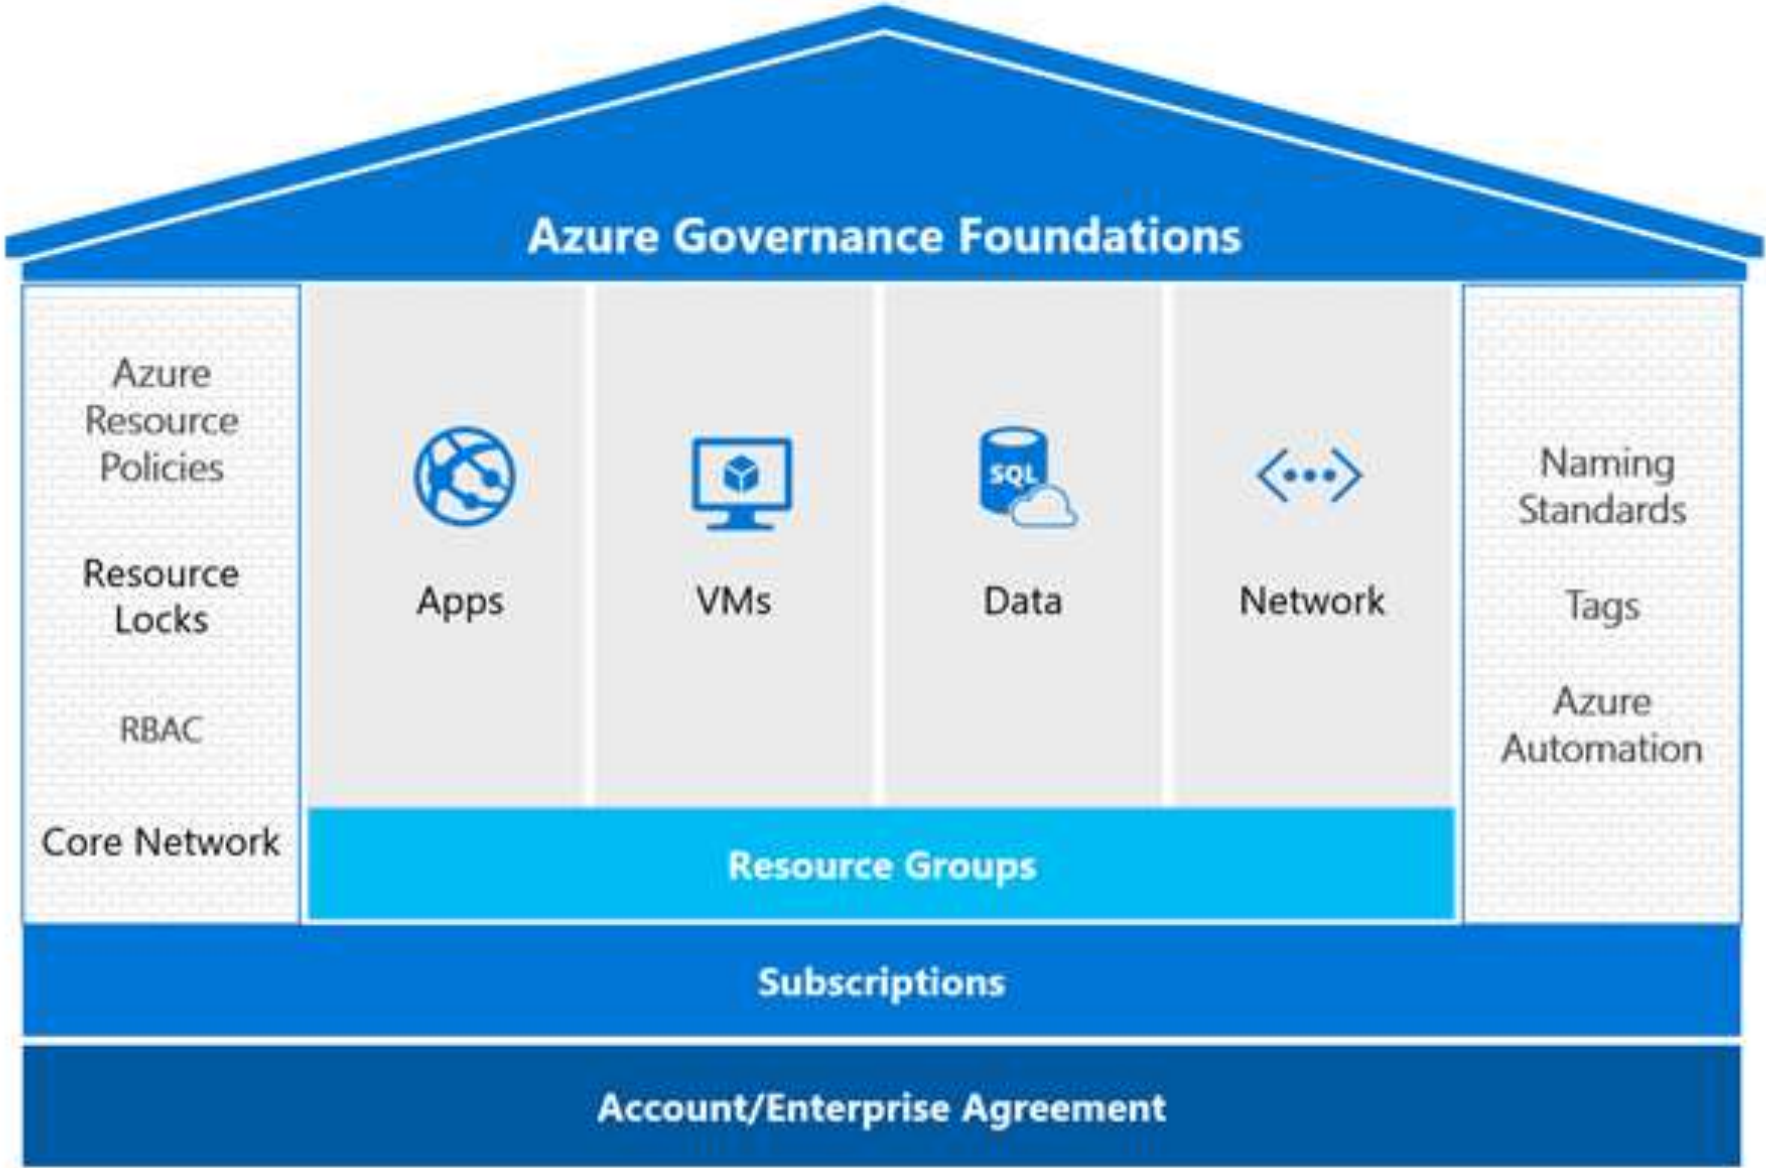 Azure Governance Foundations
Azure
Resource
Policies
Resource
Locks
RBAC
Core Network
Apps
VMs
SQL
Data
Network
Naming
Standards
Tags
Azure
Automation
Resource Groups
Subscriptions
Account/Enterprise Agreement